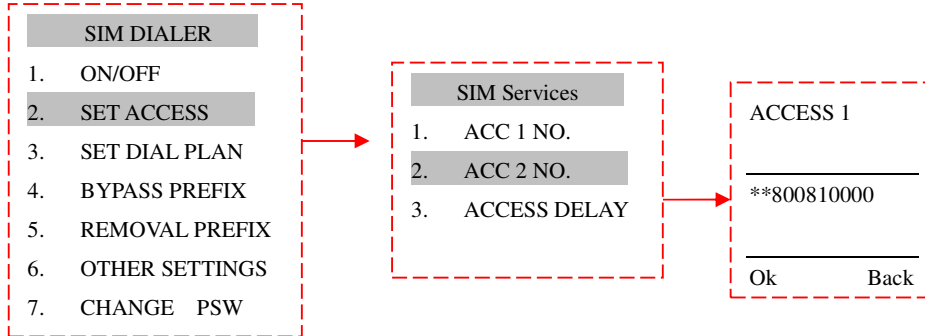 SIM DIALER
1. ON/OFF
2. SET ACCESS
3. SET DIAL PLAN
4. BYPASS PREFIX
5. REMOVAL PREFIX
6. OTHER SETTINGS
7. CHANGE PSW
SIM Services
1. ACC 1 NO.
2. ACC 2 NO.
3. ACCESS DELAY
ACCESS 1
**800810000
Ok Back